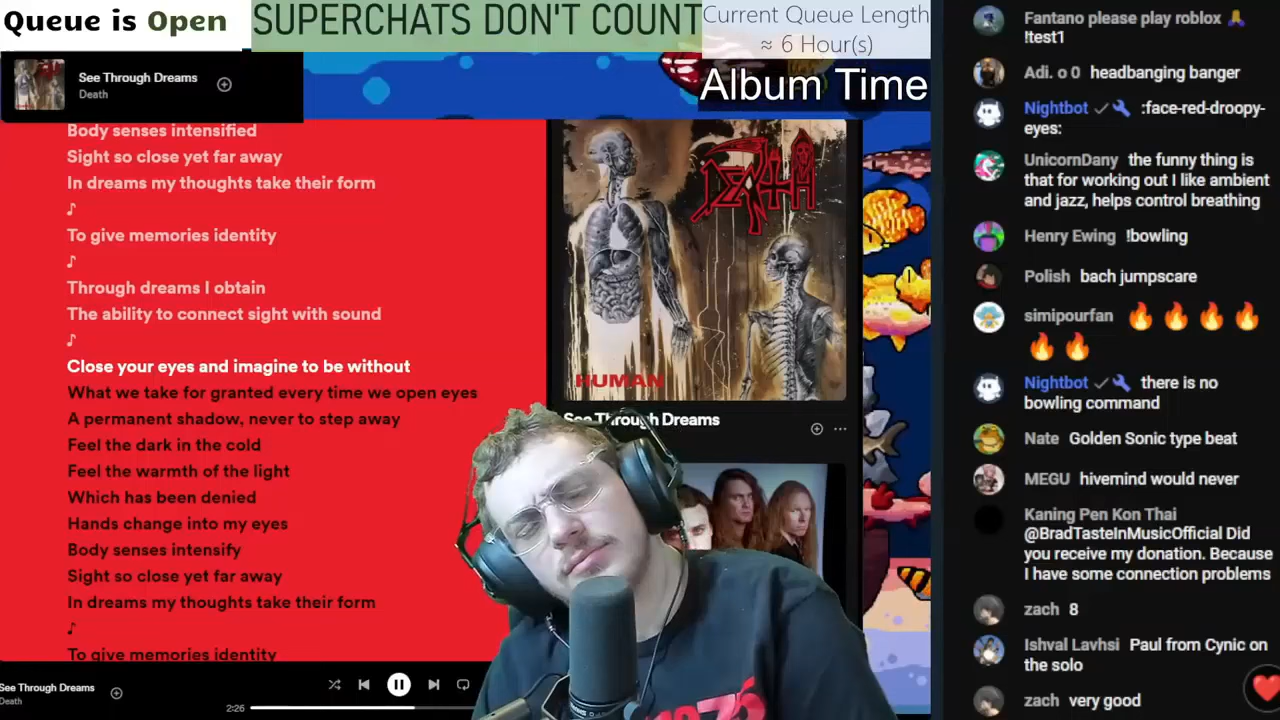 Queue is Open
SUPERCHATS DON'T COUNT
Current Queue Length
≈ 6 Hour(s)
Album Time
See Through Dreams
Death
Body senses intensified
Sight so close yet far away
In dreams my thoughts take their form
♪
To give memories identity
♪
Through dreams I obtain
The ability to connect sight with sound
♪
Close your eyes and imagine to be without
What we take for granted every time we open eyes
A permanent shadow, never to step away
Feel the dark in the cold
Feel the warmth of the light
Which has been denied
Hands change into my eyes
Body senses intensify
Sight so close yet far away
In dreams my thoughts take their form
♪
To give memories identity
DEATH
HUMAN
See Through Dreams
See Through Dreams
Death
2:26
Fantano please play roblox 🙏
!test1
Adi. o 0 headbanging banger
Nightbot :face-red-droopy-
eyes:
UnicornDany the funny thing is
that for working out I like ambient
and jazz, helps control breathing
Henry Ewing !bowling
Polish bach jumpscare
simipourfan 🔥🔥🔥🔥
🔥🔥
Nightbot there is no
bowling command
Nate Golden Sonic type beat
MEGU hivemind would never
Kaning Pen Kon Thai
@BradTasteInMusicOfficial Did
you receive my donation. Because
I have some connection problems
zach 8
Ishval Lavhsi Paul from Cynic on
the solo
zach very good